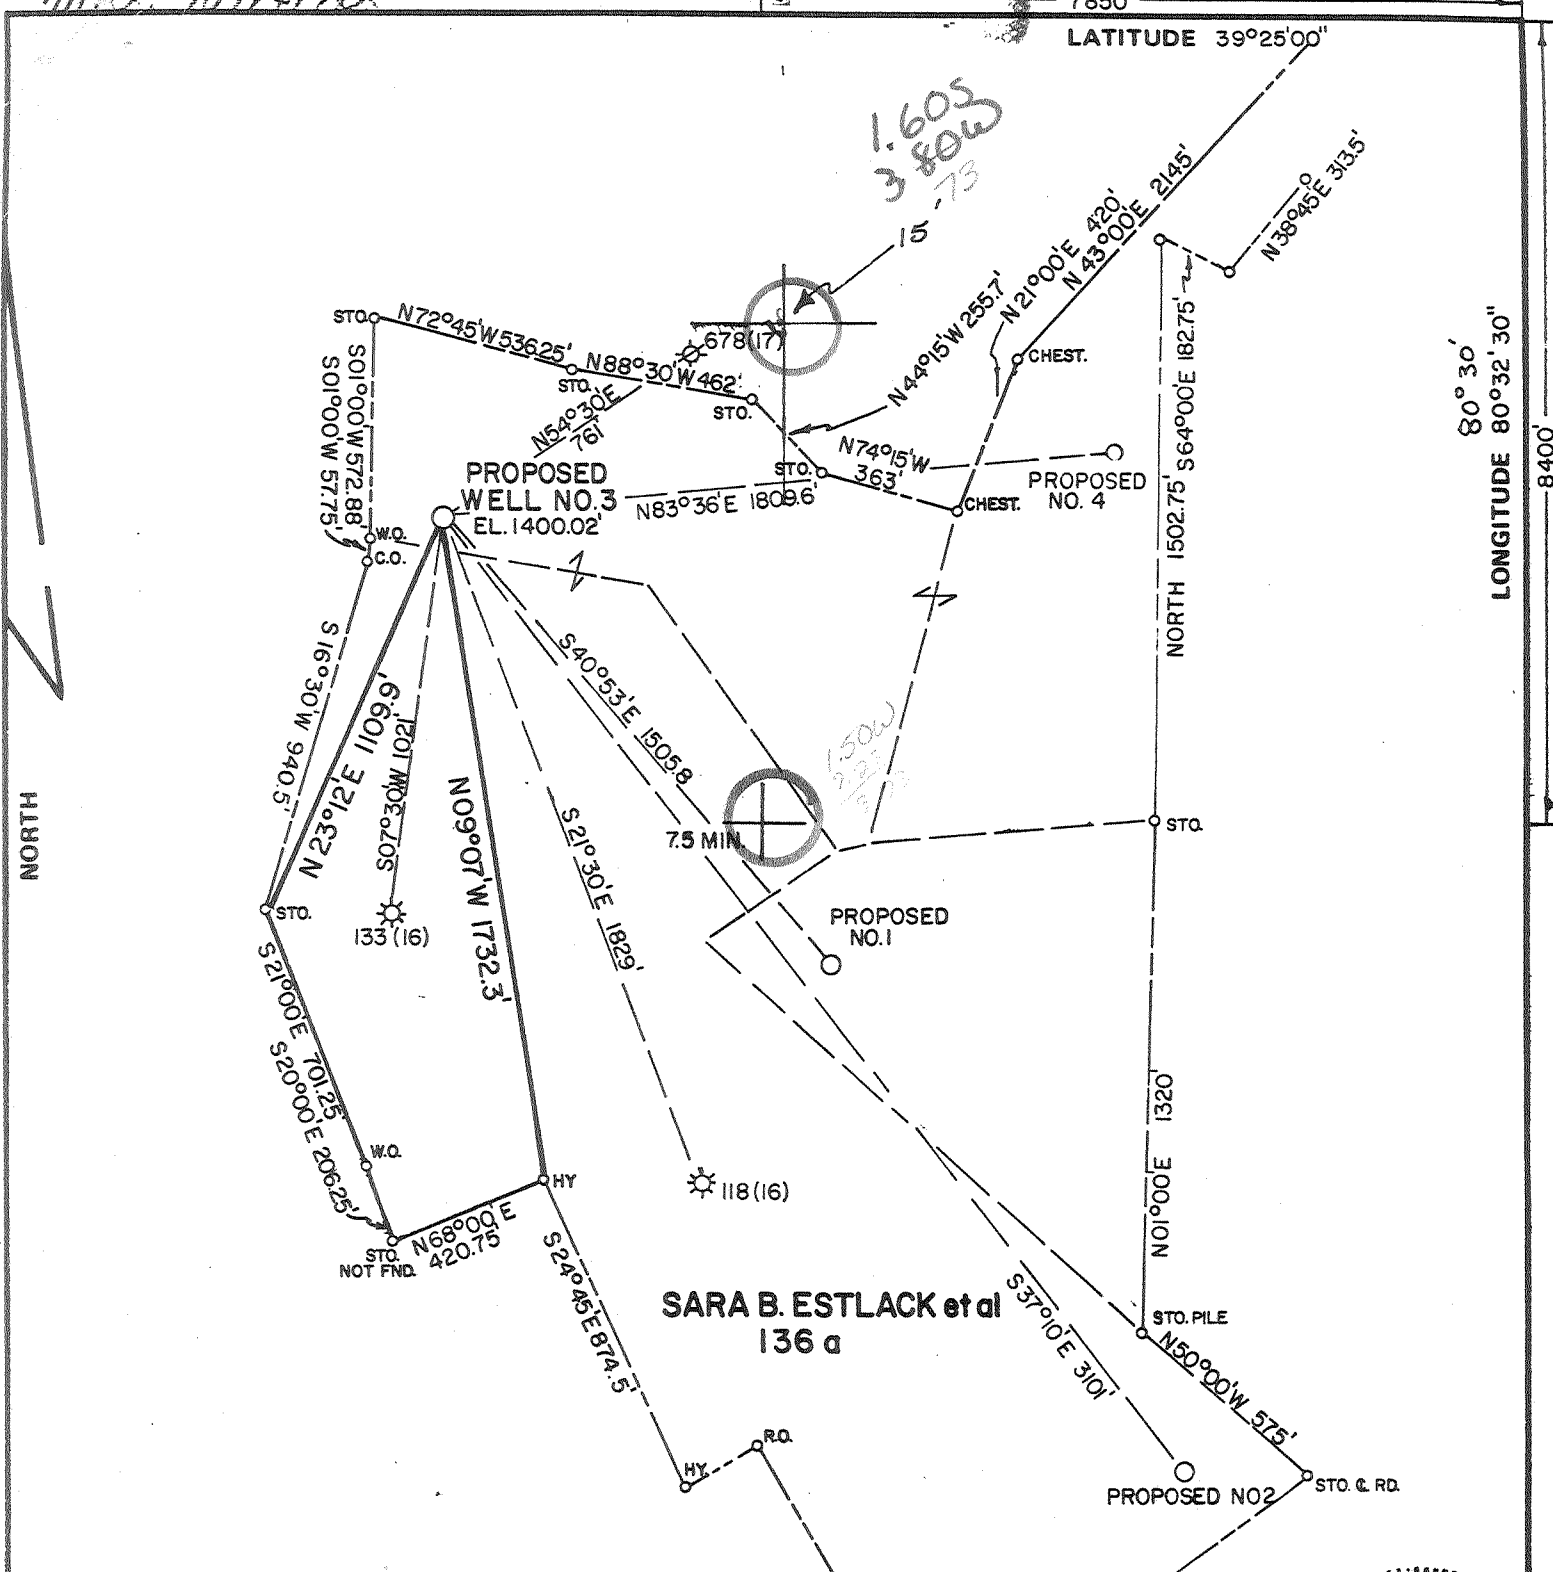 7850
LATITUDE 39°25'00"
1.60S
3.80W
.73
15'
N 43°00'E 2145'
N 21°00'E 420'
N 38°45'E 313.5'
N44°15'W 255.7'
S64°00'E 182.75'
STO.
N72°45'W 536.25'
678(17)
CHEST.
N88°30'W 462'
STO.
STO.
S01°00'W 572.88'
S01°00'W 57.75'
N54°30'E
761'
80° 30'
LONGITUDE 80°32'30"
8400'
N74°15'W
363'
STO.
PROPOSED
WELL NO.3
EL. 1400.02'
N83°36'E 1809.6'
PROPOSED
NO. 4
CHEST.
W.O.
C.O.
NORTH 1502.75'
S 16°30'W 940.5'
N 23°12'E 1109.9'
S07°30'W 1021'
S40°53'E 1505.8
1.50W
NORTH
7.5 MIN.
STO.
N09°07'W 1732.3'
S21°30'E 1829'
STO.
133 (16)
PROPOSED
NO.1
S21°00'E 701.25'
S20°00'E 206.25'
N01°00'E 1320'
W.O.
HY
118(16)
STO.
NOT FND.
N68°00'E
420.75'
S24°45'E 874.5'
SARA B. ESTLACK et al
136 a
S37°10'E 3101'
STO. PILE
N50°00'W 575'
R.O.
HY.
PROPOSED NO2
STO. ℄ RD.